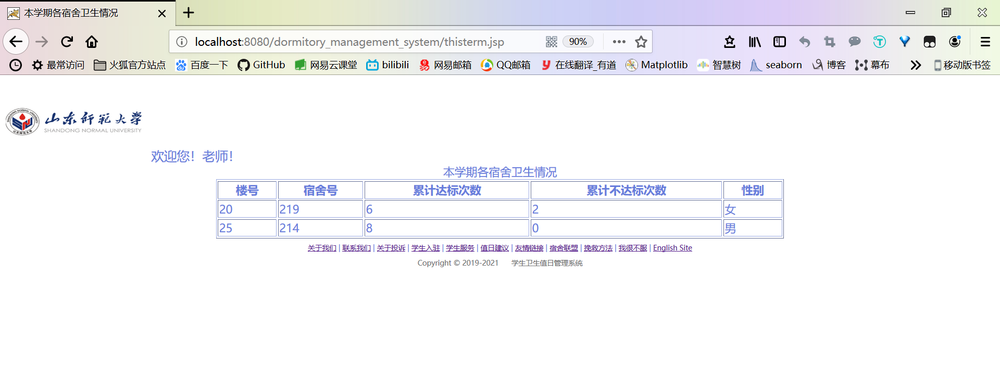 本学期各宿舍卫生情况
localhost:8080/dormitory_management_system/thisterm.jsp 90%
最常访问 火狐官方站点 百度一下 GitHub 网易云课堂 bilibili 网易邮箱 QQ邮箱 在线翻译_有道 Matplotlib 智慧树 seaborn 博客 幕布 移动版书签
山东师范大学
SHANDONG NORMAL UNIVERSITY
欢迎您！老师！
本学期各宿舍卫生情况
楼号 宿舍号 累计达标次数 累计不达标次数 性别
20 219 6 2 女
25 214 8 0 男
关于我们 | 联系我们 | 关于投诉 | 学生入驻 | 学生服务 | 值日建议 | 友情链接 | 宿舍联盟 | 挽救方法 | 我很不服 | English Site
Copyright © 2019-2021 学生卫生值日管理系统